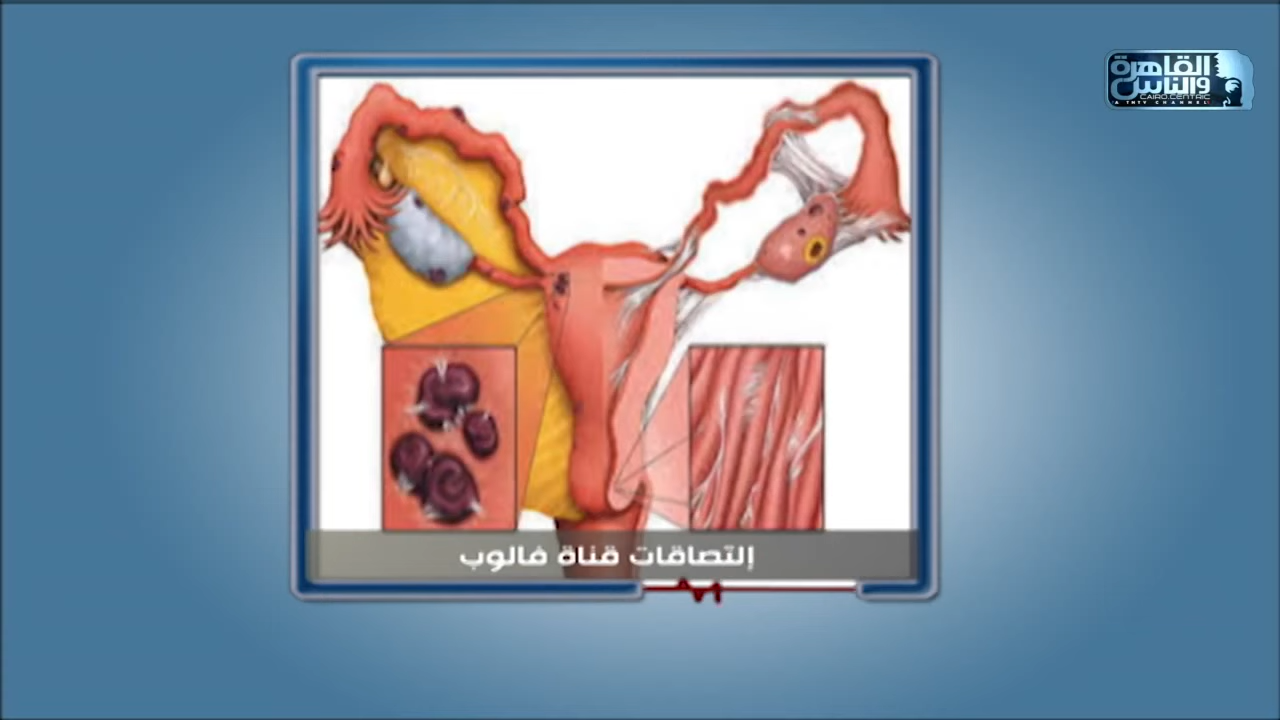 القاهرة
والناس
CAIRO.CENTRIC
A TNTV CHANNEL
إلتصاقات قناة فالوب